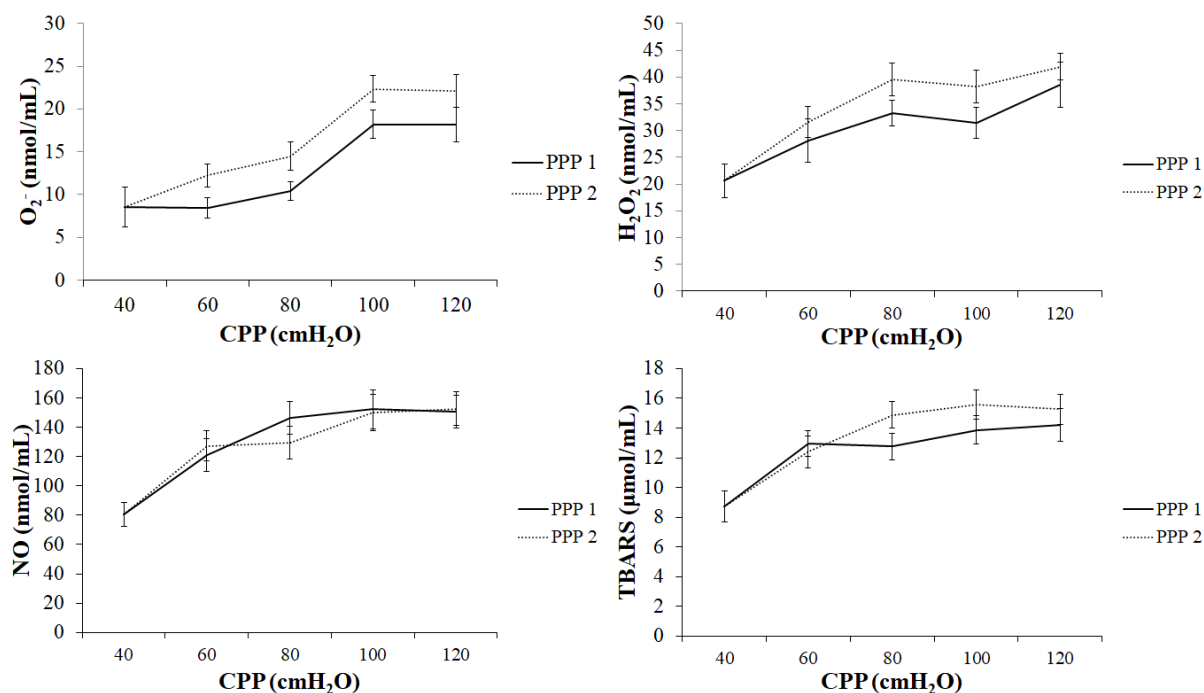 30
25
20
15
10
5
0
O₂⁻ (nmol/mL)
40 60 80 100 120
CPP (cmH₂O)
PPP 1
PPP 2
50
45
40
35
30
25
20
15
10
5
0
H₂O₂ (nmol/mL)
40 60 80 100 120
CPP (cmH₂O)
PPP 1
PPP 2
180
160
140
120
100
80
60
40
20
0
NO (nmol/mL)
40 60 80 100 120
CPP (cmH₂O)
PPP 1
PPP 2
18
16
14
12
10
8
6
4
2
0
TBARS (μmol/mL)
40 60 80 100 120
CPP (cmH₂O)
PPP 1
PPP 2